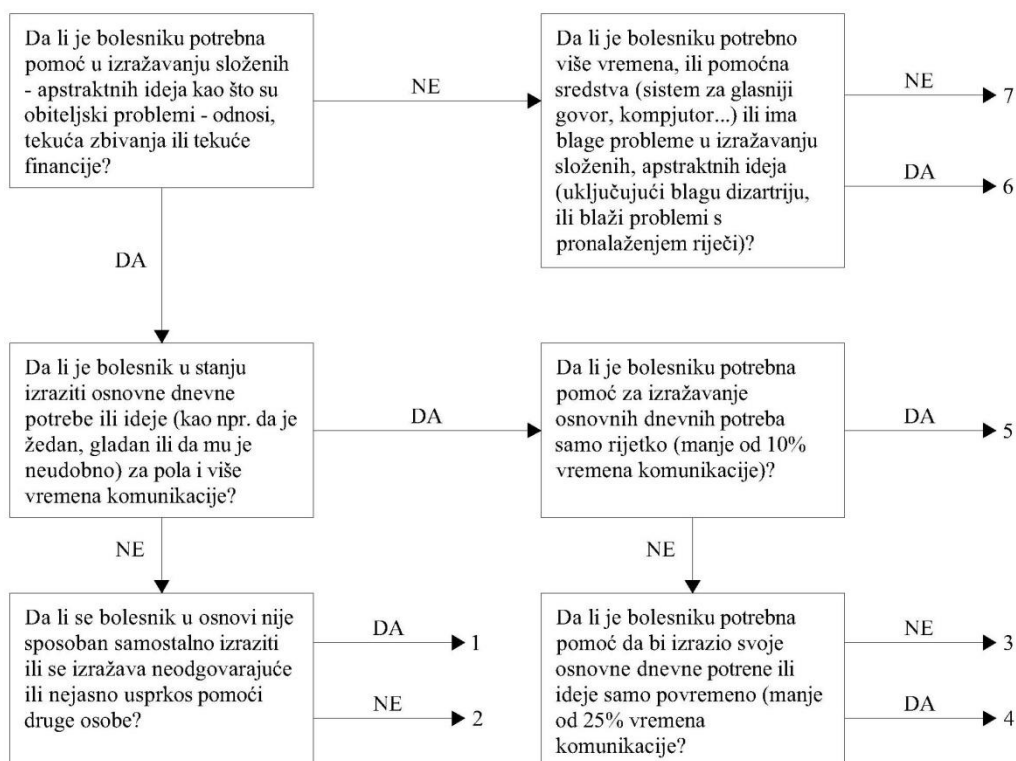 Da li je bolesniku potrebna
pomoć u izražavanju složenih
- apstraktnih ideja kao što su
obiteljski problemi - odnosi,
tekuća zbivanja ili tekuće
financije?
NE
Da li je bolesniku potrebno
više vremena, ili pomoćna
sredstva (sistem za glasniji
govor, kompjutor...) ili ima
blage probleme u izražavanju
složenih, apstraktnih ideja
(uključujući blagu dizartriju,
ili blaži problemi s
pronalaženjem riječi)?
NE
7
DA
6
DA
Da li je bolesnik u stanju
izraziti osnovne dnevne
potrebe ili ideje (kao npr. da je
žedan, gladan ili da mu je
neudobno) za pola i više
vremena komunikacije?
DA
Da li je bolesniku potrebna
pomoć za izražavanje
osnovnih dnevnih potreba
samo rijetko (manje od 10%
vremena komunikacije)?
DA
5
NE
NE
Da li se bolesnik u osnovi nije
sposoban samostalno izraziti
ili se izražava neodgovarajuće
ili nejasno usprkos pomoći
druge osobe?
DA
1
NE
2
Da li je bolesniku potrebna
pomoć da bi izrazio svoje
osnovne dnevne potrene ili
ideje samo povremeno (manje
od 25% vremena
komunikacije?
NE
3
DA
4